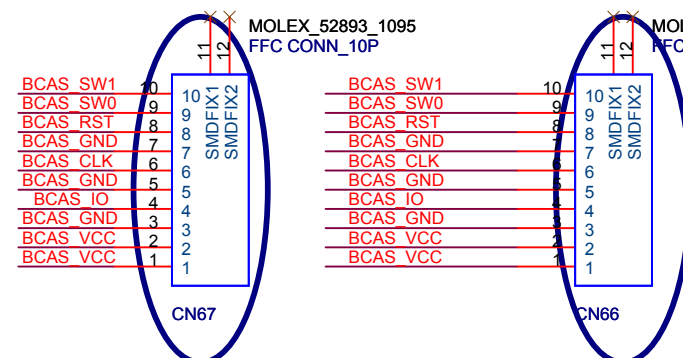 MOLEX_52893_1095
FFC CONN_10P
11
12
SMDFIX1
SMDFIX2
BCAS_SW1 10 10
BCAS_SW0 9 9
BCAS_RST 8 8
BCAS_GND 7 7
BCAS_CLK 6 6
BCAS_GND 5 5
BCAS_IO 4 4
BCAS_GND 3 3
BCAS_VCC 2 2
BCAS_VCC 1 1
CN67
MOL
FFC
11
12
SMDFIX1
SMDFIX2
BCAS_SW1 10 10
BCAS_SW0 9 9
BCAS_RST 8 8
BCAS_GND 7 7
BCAS_CLK 6 6
BCAS_GND 5 5
BCAS_IO 4 4
BCAS_GND 3 3
BCAS_VCC 2 2
BCAS_VCC 1 1
CN66